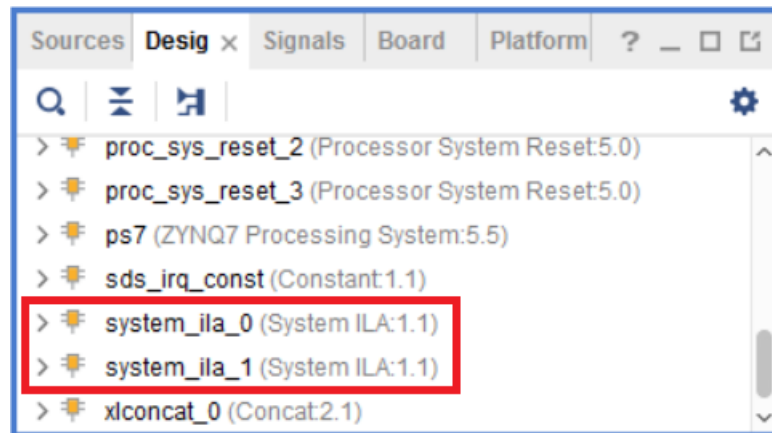 Sources Desig × Signals Board Platform ?
proc_sys_reset_2 (Processor System Reset:5.0)
proc_sys_reset_3 (Processor System Reset:5.0)
ps7 (ZYNQ7 Processing System:5.5)
sds_irq_const (Constant:1.1)
system_ila_0 (System ILA:1.1)
system_ila_1 (System ILA:1.1)
xlconcat_0 (Concat:2.1)